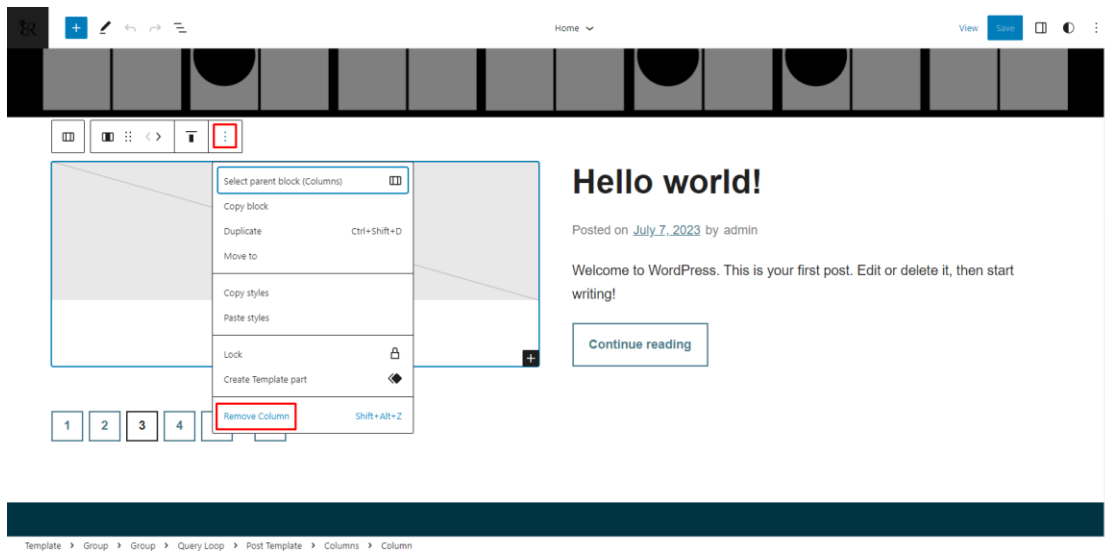 ER
Home
View
Save
Select parent block (Columns)
Copy block
Duplicate Ctrl+Shift+D
Move to
Copy styles
Paste styles
Lock
Create Template part
Remove Column Shift+Alt+Z
Hello world!
Posted on July 7, 2023 by admin
Welcome to WordPress. This is your first post. Edit or delete it, then start
writing!
Continue reading
1 2 3 4
Template > Group > Group > Query Loop > Post Template > Columns > Column